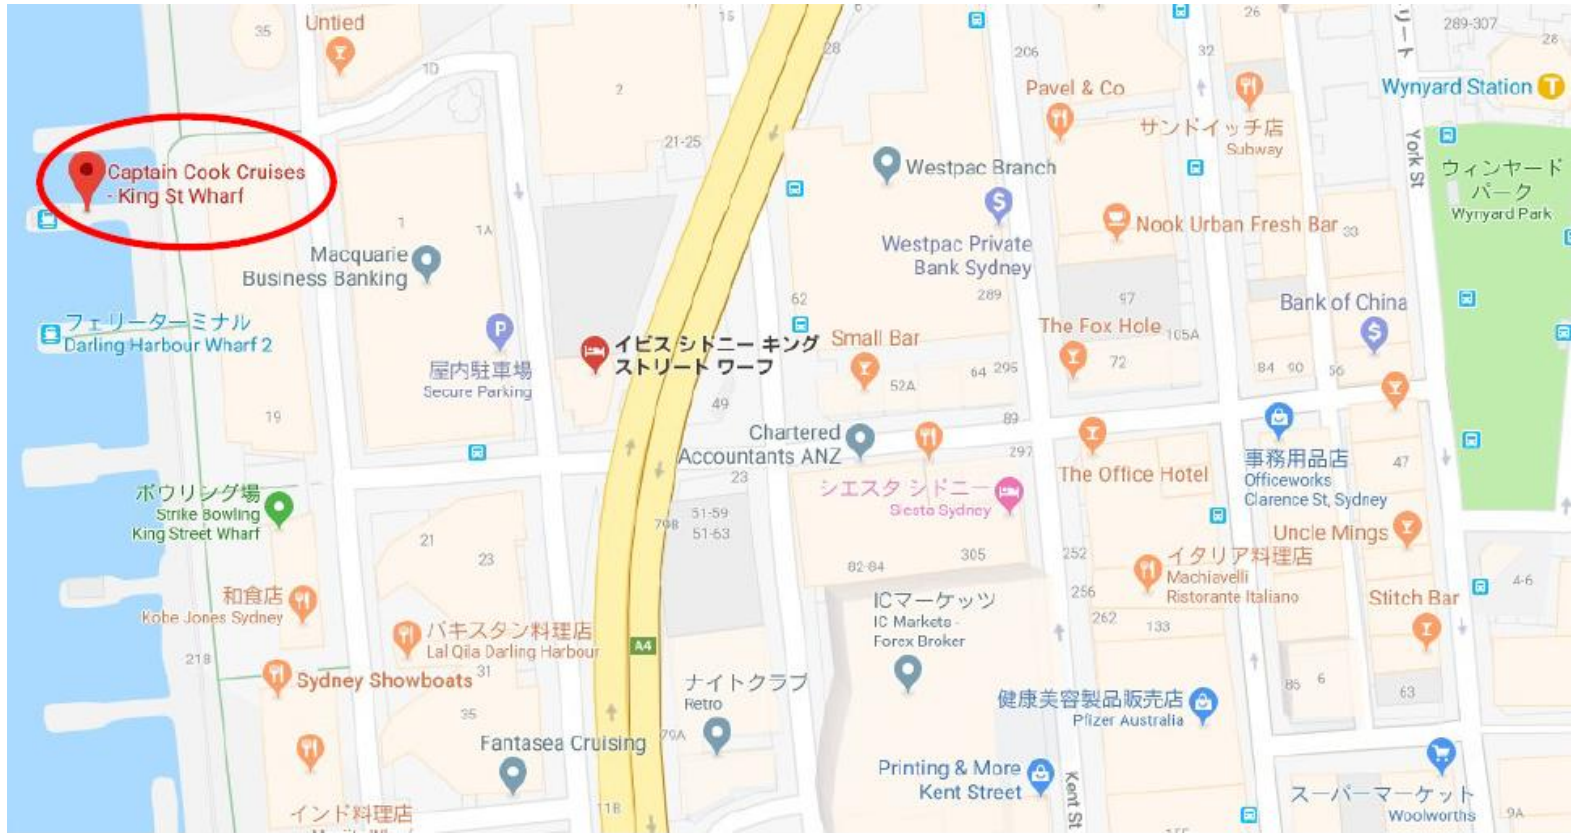 35
Untied
10
2
15
28
6
206
26
32
リート
289-307
28
Pavel & Co
Wynyard Station
T
サンドイッチ店
Subway
21-25
York St
ウィンヤード
パーク
Wynyard Park
Captain Cook Cruises
- King St Wharf
Westpac Branch
1
1A
Nook Urban Fresh Bar
33
Macquarie
Business Banking
Westpac Private
Bank Sydney
289
97
62
Bank of China
フェリーターミナル
Darling Harbour Wharf 2
P
屋内駐車場
Secure Parking
イビス シドニー キング
ストリート ワーフ
Small Bar
The Fox Hole
105A
72
64
295
52A
84
90
56
19
49
89
Chartered
Accountants ANZ
23
297
The Office Hotel
事務用品店
Officeworks
Clarence St, Sydney
47
シエスタ シドニー
Siesta Sydney
ボウリング場
Strike Bowling
King Street Wharf
51-59
51-63
79B
21
23
82-84
305
252
Uncle Mings
イタリア料理店
Machiavelli
Ristorante Italiano
4-6
256
262
133
Stitch Bar
和食店
Kobe Jones Sydney
ICマーケッツ
IC Markets -
Forex Broker
パキスタン料理店
Lal Qila Darling Harbour
A4
31
Sydney Showboats
35
ナイトクラブ
Retro
健康美容製品販売店
Pfizer Australia
85
6
63
79A
Fantasea Cruising
Printing & More
Kent Street
Kent St
スーパーマーケット
Woolworths
9A
11B
インド料理店